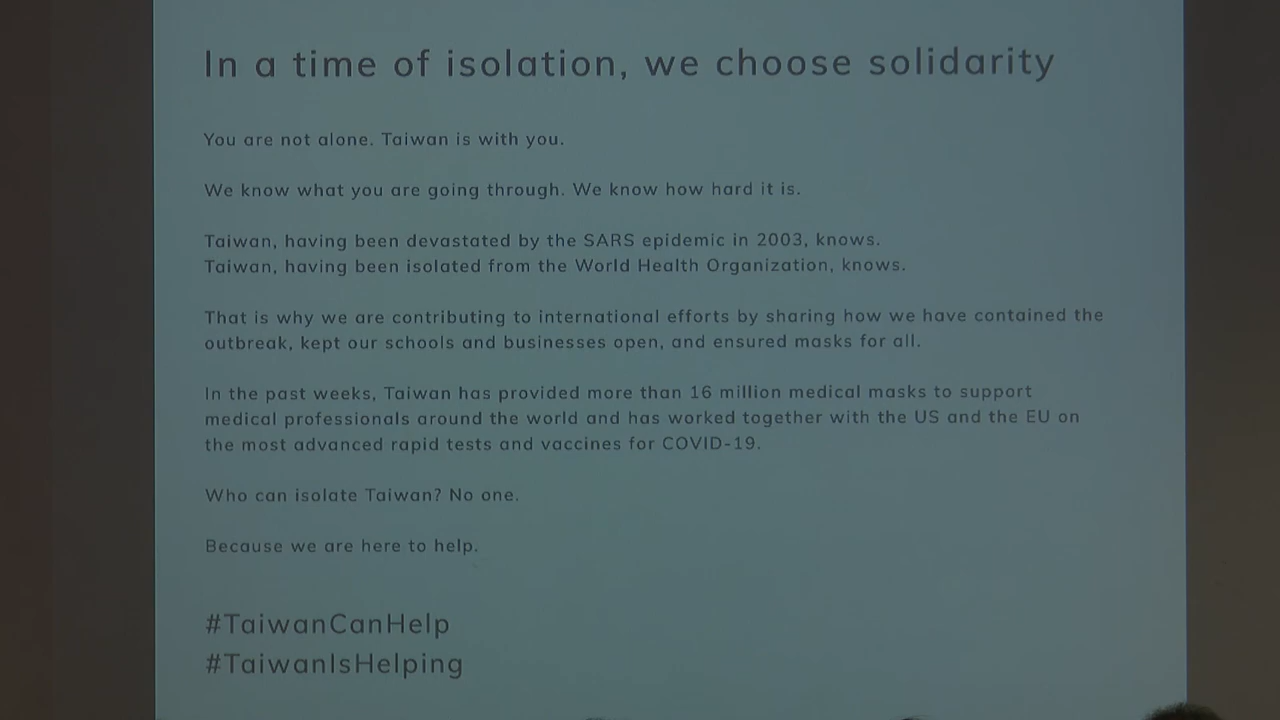 In a time of isolation, we choose solidarity
You are not alone. Taiwan is with you.
We know what you are going through. We know how hard it is.
Taiwan, having been devastated by the SARS epidemic in 2003, knows.
Taiwan, having been isolated from the World Health Organization, knows.
That is why we are contributing to international efforts by sharing how we have contained the
outbreak, kept our schools and businesses open, and ensured masks for all.
In the past weeks, Taiwan has provided more than 16 million medical masks to support
medical professionals around the world and has worked together with the US and the EU on
the most advanced rapid tests and vaccines for COVID-19.
Who can isolate Taiwan? No one.
Because we are here to help.
#TaiwanCanHelp
#TaiwanIsHelping